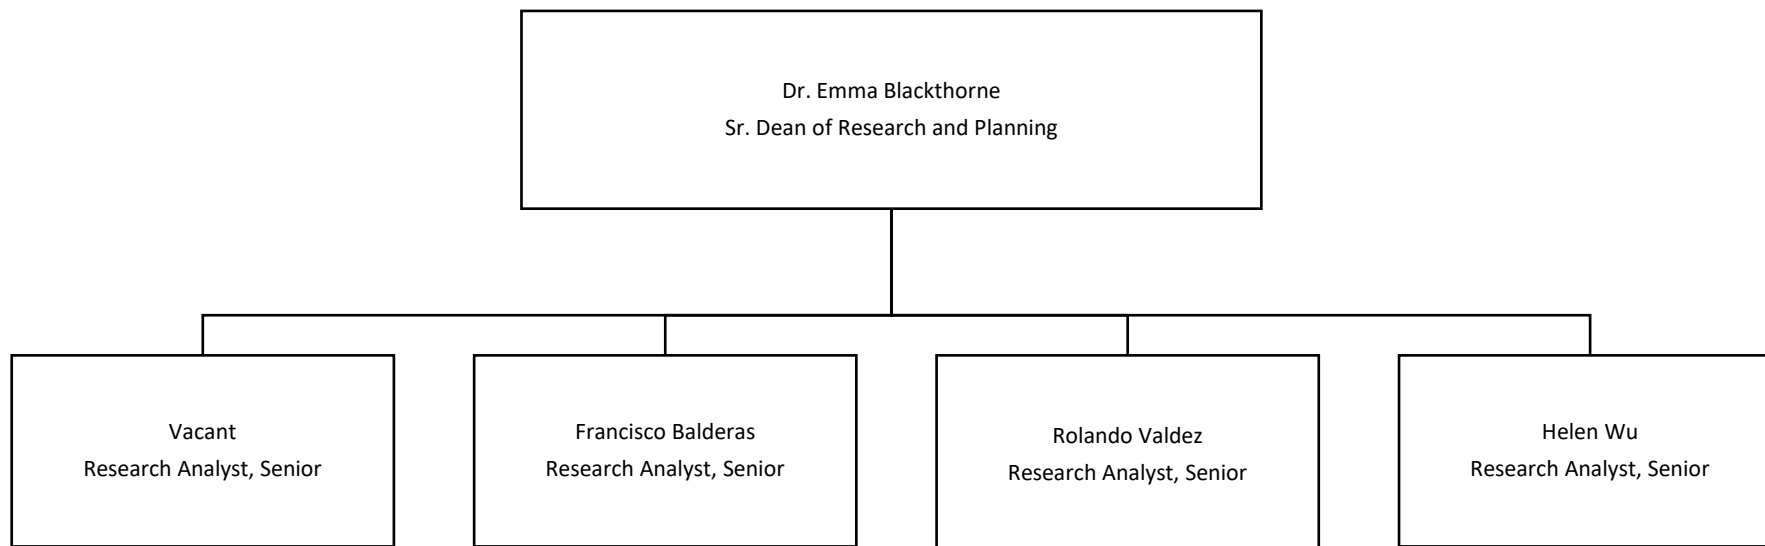 Dr. Emma Blackthorne
Sr. Dean of Research and Planning
Vacant
Research Analyst, Senior
Francisco Balderas
Research Analyst, Senior
Rolando Valdez
Research Analyst, Senior
Helen Wu
Research Analyst, Senior